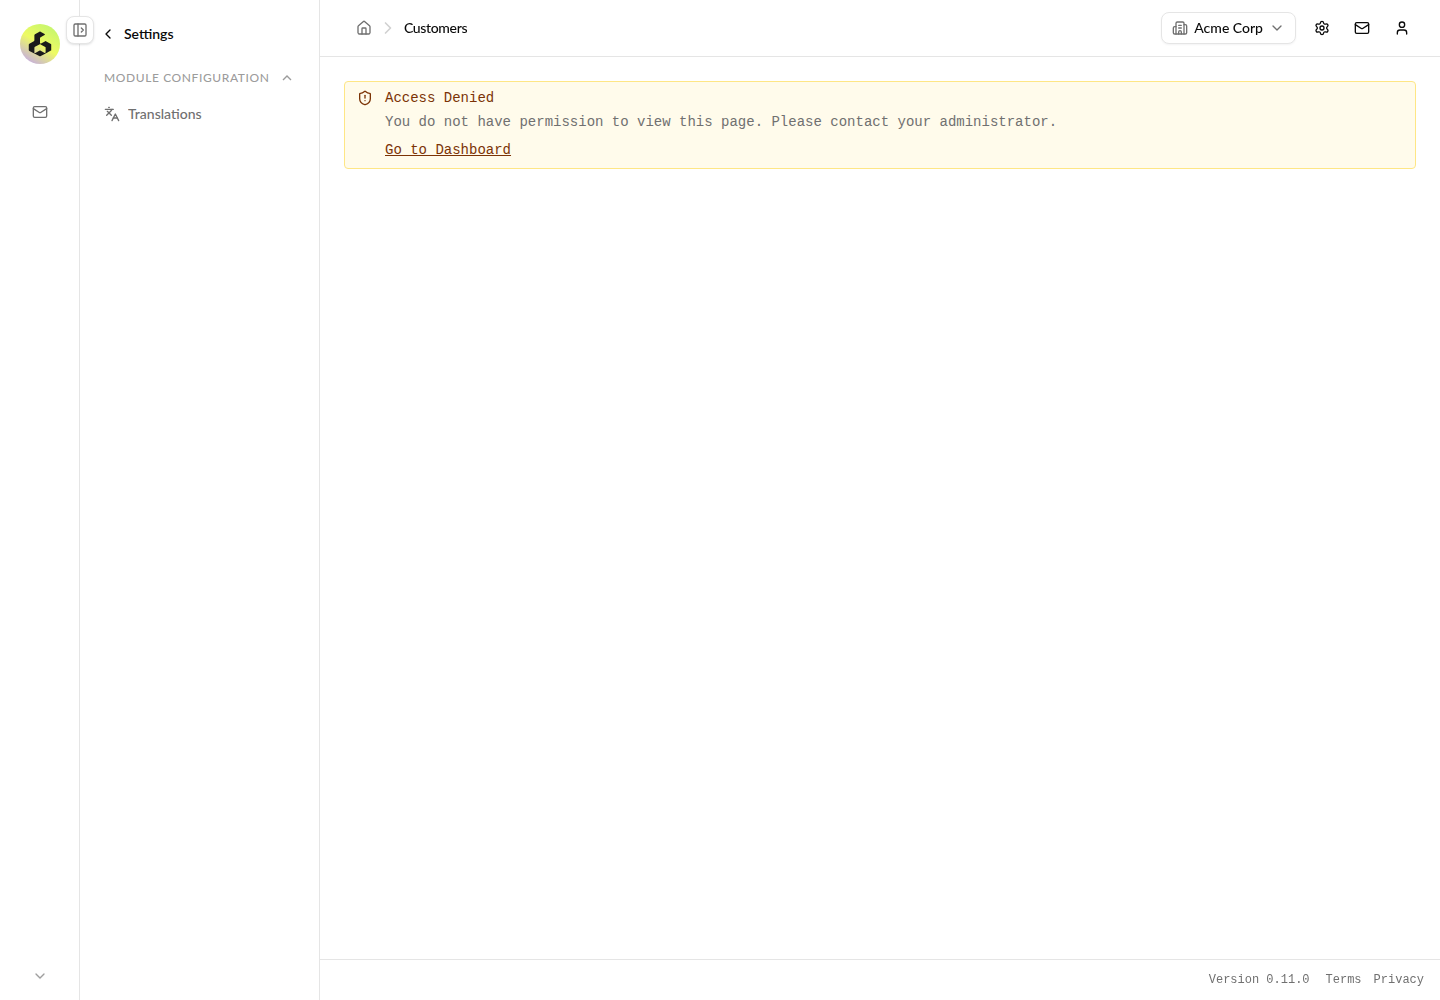 Settings
MODULE CONFIGURATION
Translations
Customers
Acme Corp
Access Denied
You do not have permission to view this page. Please contact your administrator.
Go to Dashboard
Version 0.11.0 Terms Privacy